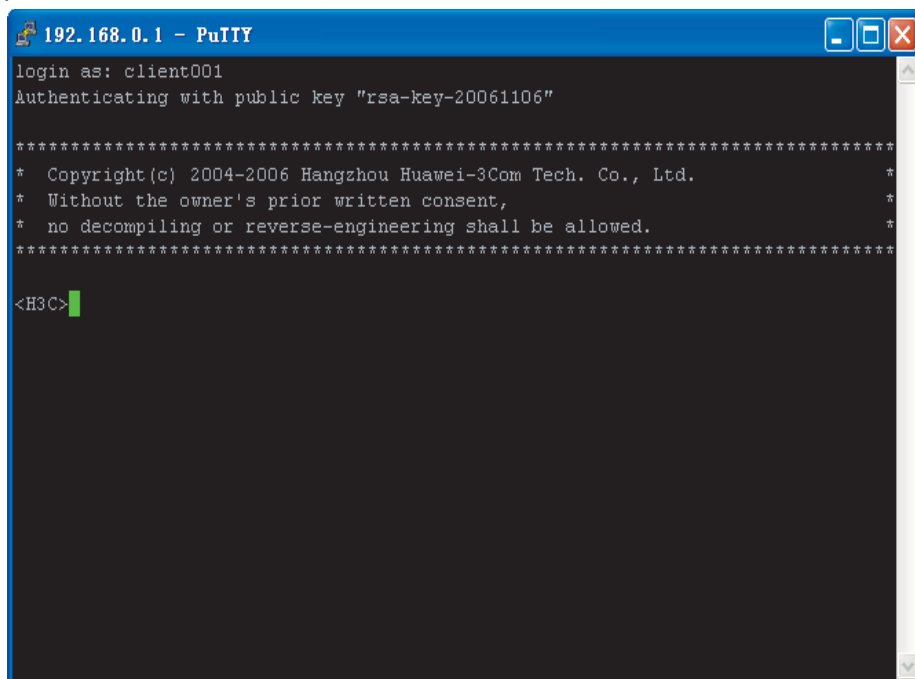 192.168.0.1 - PuTTY
login as: client001
Authenticating with public key "rsa-key-20061106"
********************************************************************************
*  Copyright(c) 2004-2006 Hangzhou Huawei-3Com Tech. Co., Ltd.                 *
*  Without the owner's prior written consent,                                  *
*  no decompiling or reverse-engineering shall be allowed.                     *
********************************************************************************
<H3C>